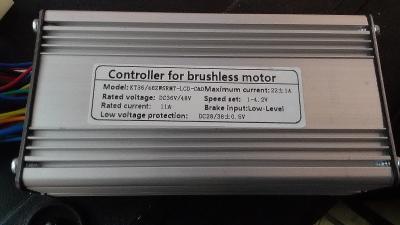 Controller for brushless motor
Model: KT36/48ZWSRMT-LCD-CAD Maximum current: 22±1A
Rated voltage: DC36V/48V Speed set: 1-4.2V
Rated current: 11A Brake input:Low-Level
Low voltage protection: DC28/38±0.5V